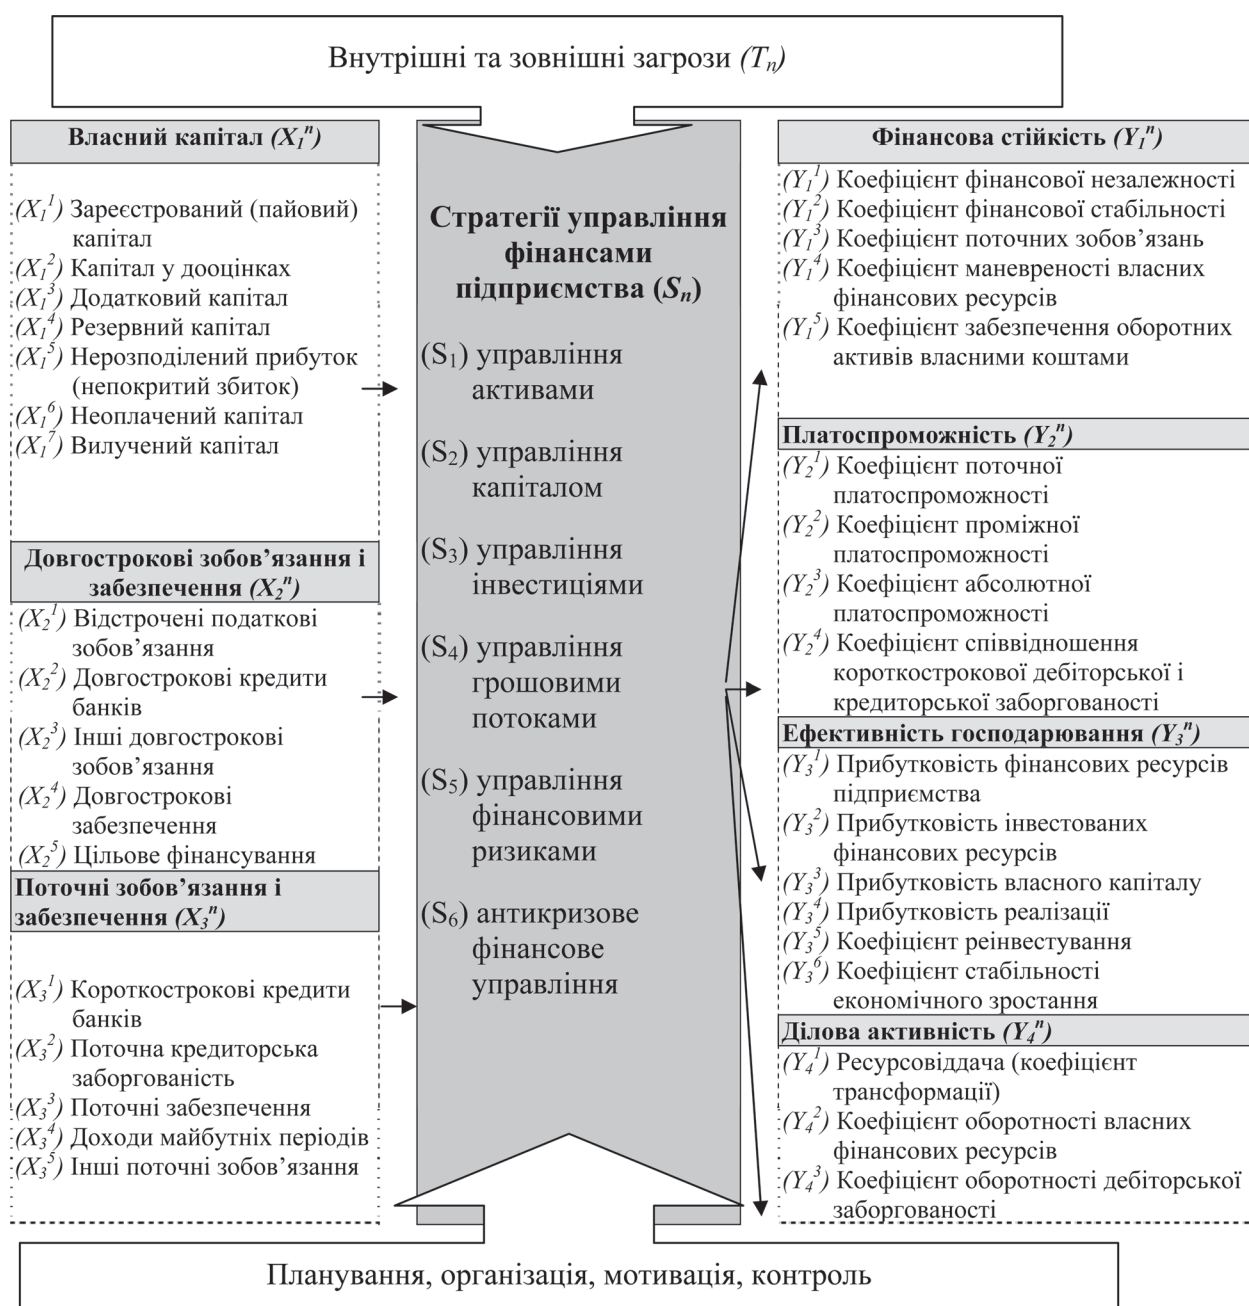 Внутрішні та зовнішні загрози (Tₙ)
Власний капітал (X₁ⁿ)
(X₁¹) Зареєстрований (пайовий)
капітал
(X₁²) Капітал у дооцінках
(X₁³) Додатковий капітал
(X₁⁴) Резервний капітал
(X₁⁵) Нерозподілений прибуток
(непокритий збиток)
(X₁⁶) Неоплачений капітал
(X₁⁷) Вилучений капітал
Довгострокові зобов’язання і
забезпечення (X₂ⁿ)
(X₂¹) Відстрочені податкові
зобов’язання
(X₂²) Довгострокові кредити
банків
(X₂³) Інші довгострокові
зобов’язання
(X₂⁴) Довгострокові
забезпечення
(X₂⁵) Цільове фінансування
Поточні зобов’язання і
забезпечення (X₃ⁿ)
(X₃¹) Короткострокові кредити
банків
(X₃²) Поточна кредиторська
заборгованість
(X₃³) Поточні забезпечення
(X₃⁴) Доходи майбутніх періодів
(X₃⁵) Інші поточні зобов’язання
Стратегії управління
фінансами
підприємства (Sₙ)
(S₁) управління
активами
(S₂) управління
капіталом
(S₃) управління
інвестиціями
(S₄) управління
грошовими
потоками
(S₅) управління
фінансовими
ризиками
(S₆) антикризове
фінансове
управління
Фінансова стійкість (Y₁ⁿ)
(Y₁¹) Коефіцієнт фінансової незалежності
(Y₁²) Коефіцієнт фінансової стабільності
(Y₁³) Коефіцієнт поточних зобов’язань
(Y₁⁴) Коефіцієнт маневреності власних
фінансових ресурсів
(Y₁⁵) Коефіцієнт забезпечення оборотних
активів власними коштами
Платоспроможність (Y₂ⁿ)
(Y₂¹) Коефіцієнт поточної
платоспроможності
(Y₂²) Коефіцієнт проміжної
платоспроможності
(Y₂³) Коефіцієнт абсолютної
платоспроможності
(Y₂⁴) Коефіцієнт співвідношення
короткострокової дебіторської і
кредиторської заборгованості
Ефективність господарювання (Y₃ⁿ)
(Y₃¹) Прибутковість фінансових ресурсів
підприємства
(Y₃²) Прибутковість інвестованих
фінансових ресурсів
(Y₃³) Прибутковість власного капіталу
(Y₃⁴) Прибутковість реалізації
(Y₃⁵) Коефіцієнт реінвестування
(Y₃⁶) Коефіцієнт стабільності
економічного зростання
Ділова активність (Y₄ⁿ)
(Y₄¹) Ресурсовіддача (коефіцієнт
трансформації)
(Y₄²) Коефіцієнт оборотності власних
фінансових ресурсів
(Y₄³) Коефіцієнт оборотності дебіторської
заборгованості
Планування, організація, мотивація, контроль